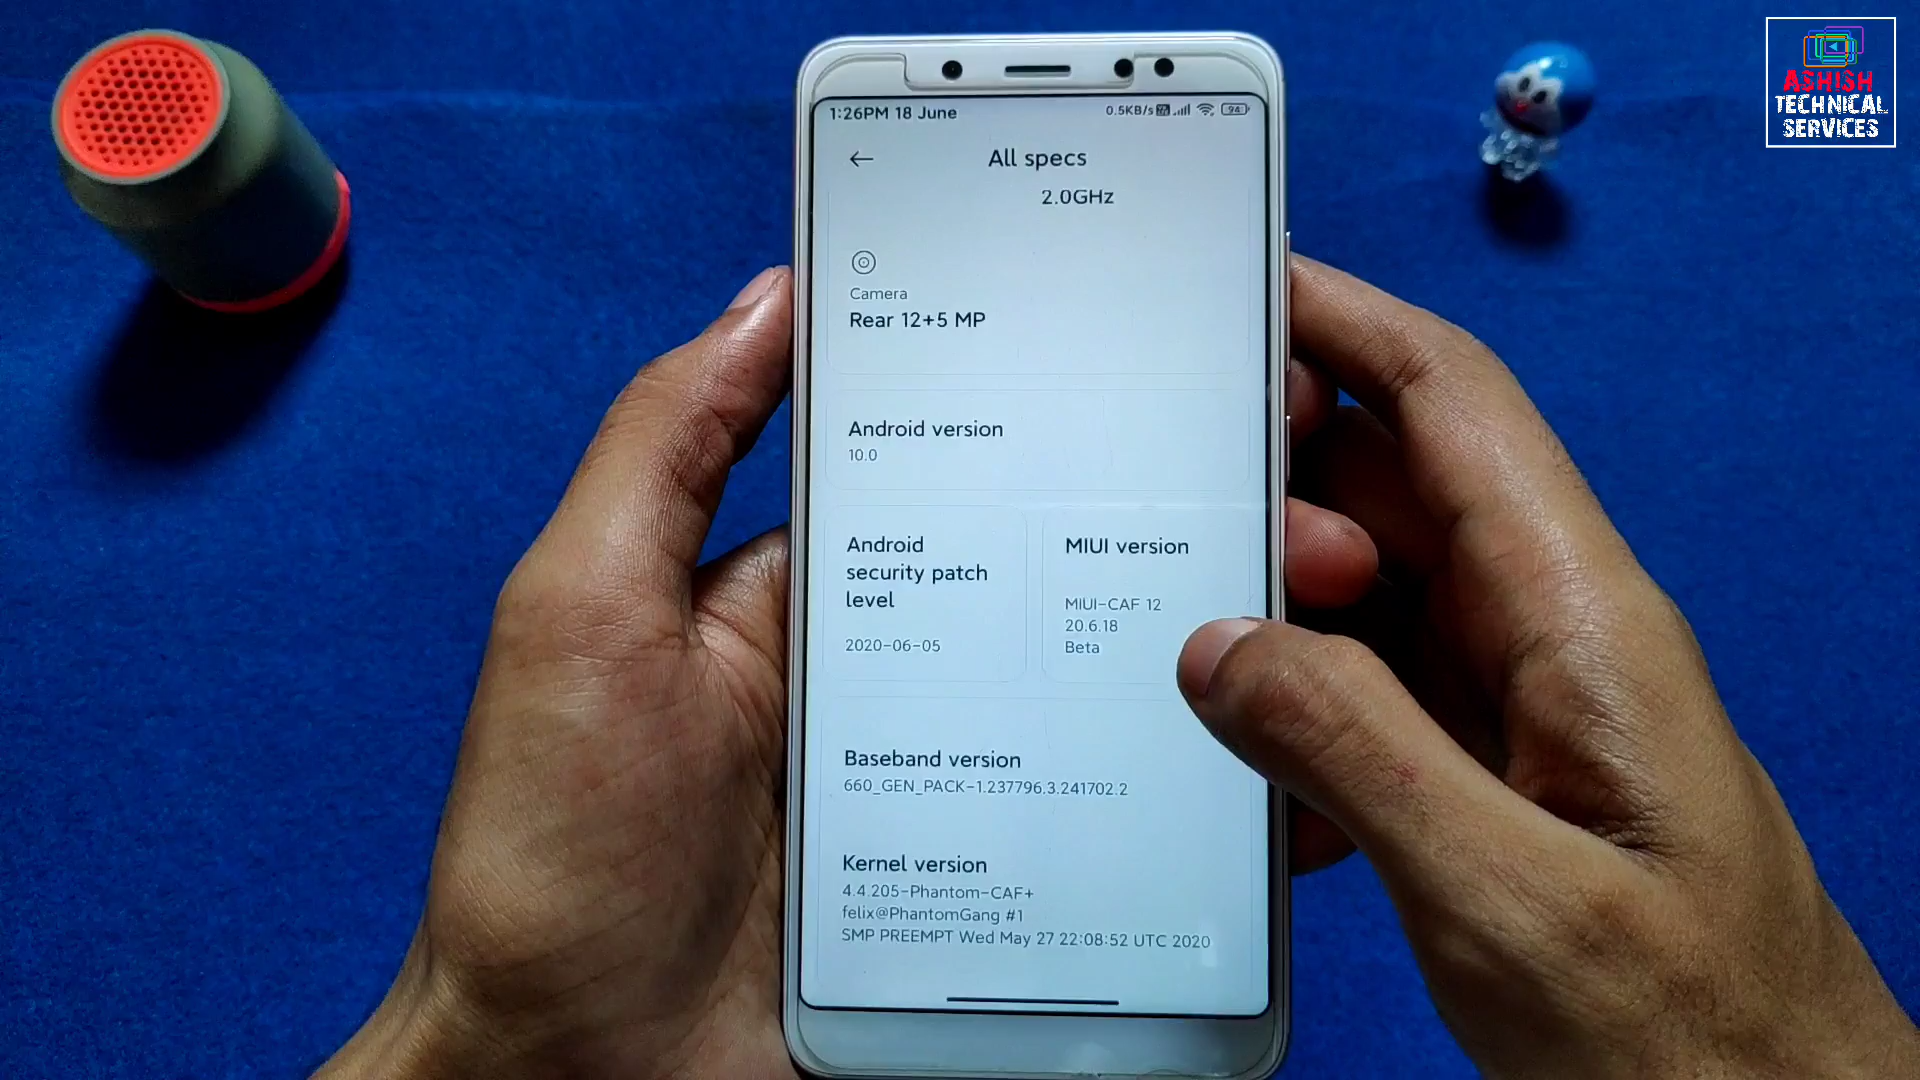 ASHISH
TECHNICAL
SERVICES
1:26PM 18 June
0.5KB/s
94
All specs
2.0GHz
Camera
Rear 12+5 MP
Android version
10.0
Android
security patch
level
2020-06-05
MIUI version
MIUI-CAF 12
20.6.18
Beta
Baseband version
660_GEN_PACK-1.237796.3.241702.2
Kernel version
4.4.205-Phantom-CAF+
felix@PhantomGang #1
SMP PREEMPT Wed May 27 22:08:52 UTC 2020